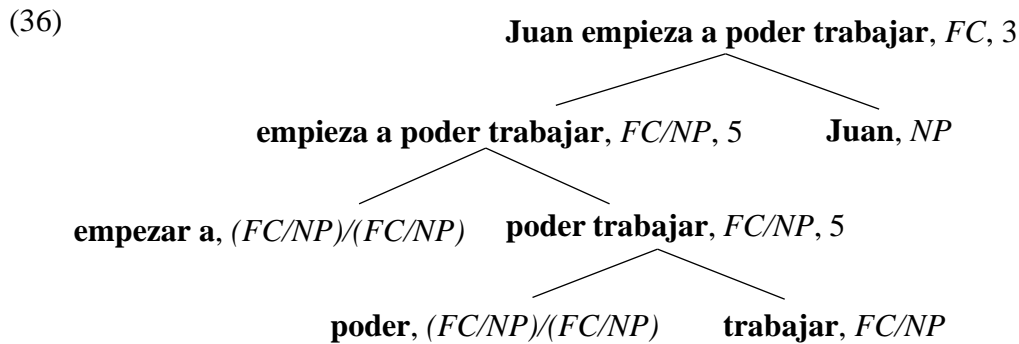 (36)
Juan empieza a poder trabajar, FC, 3
empieza a poder trabajar, FC/NP, 5 Juan, NP
empezar a, (FC/NP)/(FC/NP) poder trabajar, FC/NP, 5
poder, (FC/NP)/(FC/NP) trabajar, FC/NP